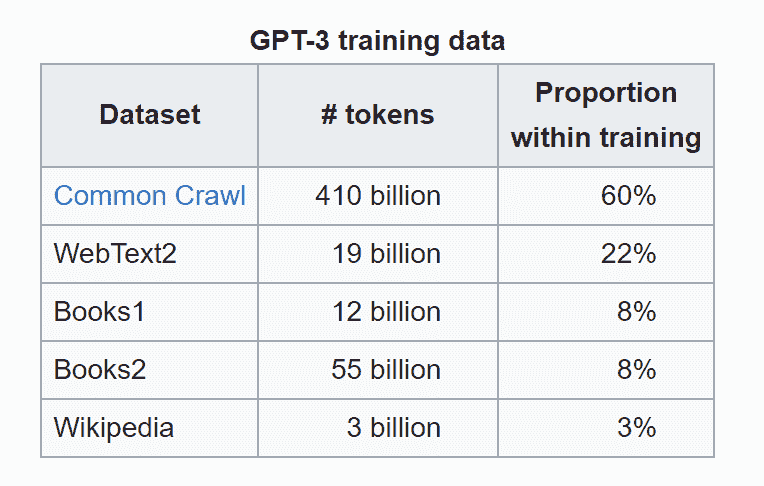 GPT-3 training data
Dataset # tokens Proportion within training
Common Crawl 410 billion 60%
WebText2 19 billion 22%
Books1 12 billion 8%
Books2 55 billion 8%
Wikipedia 3 billion 3%